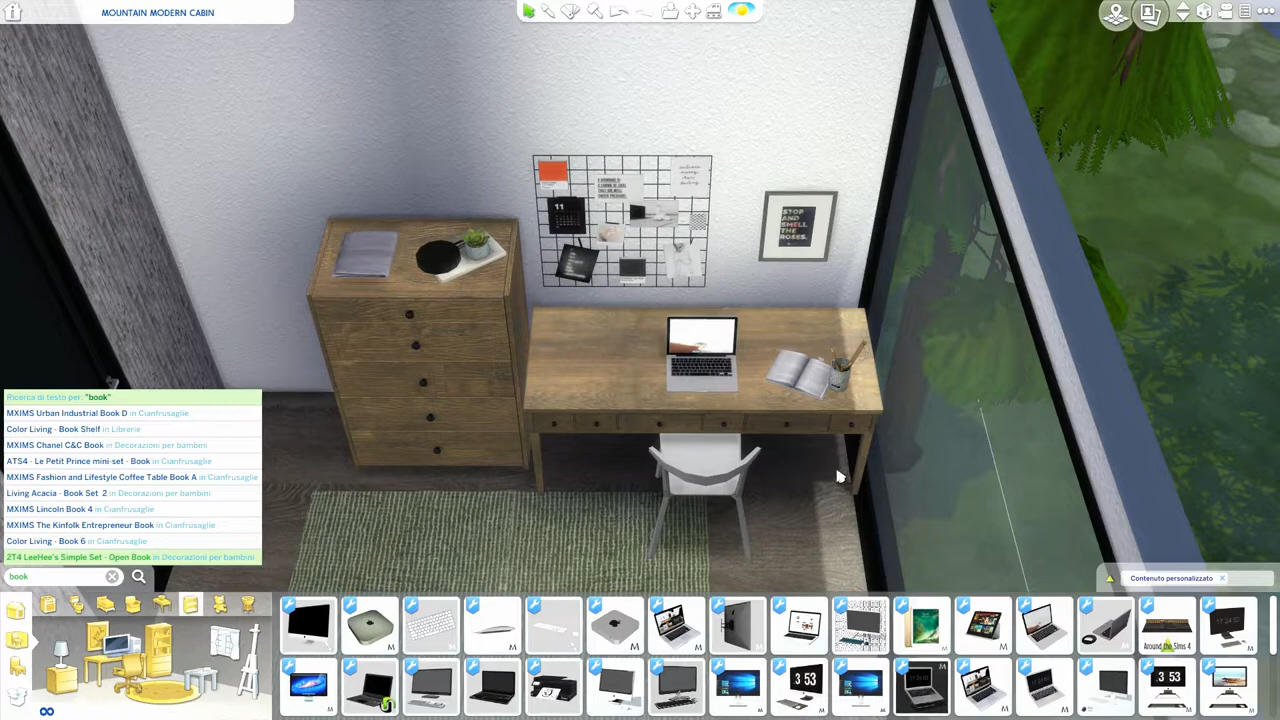 MOUNTAIN MODERN CABIN
11
STOP
AND
SMELL
THE
ROSES.
Ricerca di testo per: "book"
MXIMS Urban Industrial Book D in Cianfrusaglie
Color Living - Book Shelf in Librerie
MXIMS Chanel C&C Book in Decorazioni per bambini
ATS4 - Le Petit Prince mini-set - Book in Cianfrusaglie
MXIMS Fashion and Lifestyle Coffee Table Book A in Cianfrusaglie
Living Acacia - Book Set 2 in Decorazioni per bambini
MXIMS Lincoln Book 4 in Cianfrusaglie
MXIMS The Kinfolk Entrepreneur Book in Cianfrusaglie
Color Living - Book 6 in Cianfrusaglie
2T4 LeeHee's Simple Set - Open Book in Decorazioni per bambini
book
Contenuto personalizzato
Around the Sims 4
3 53
3 53